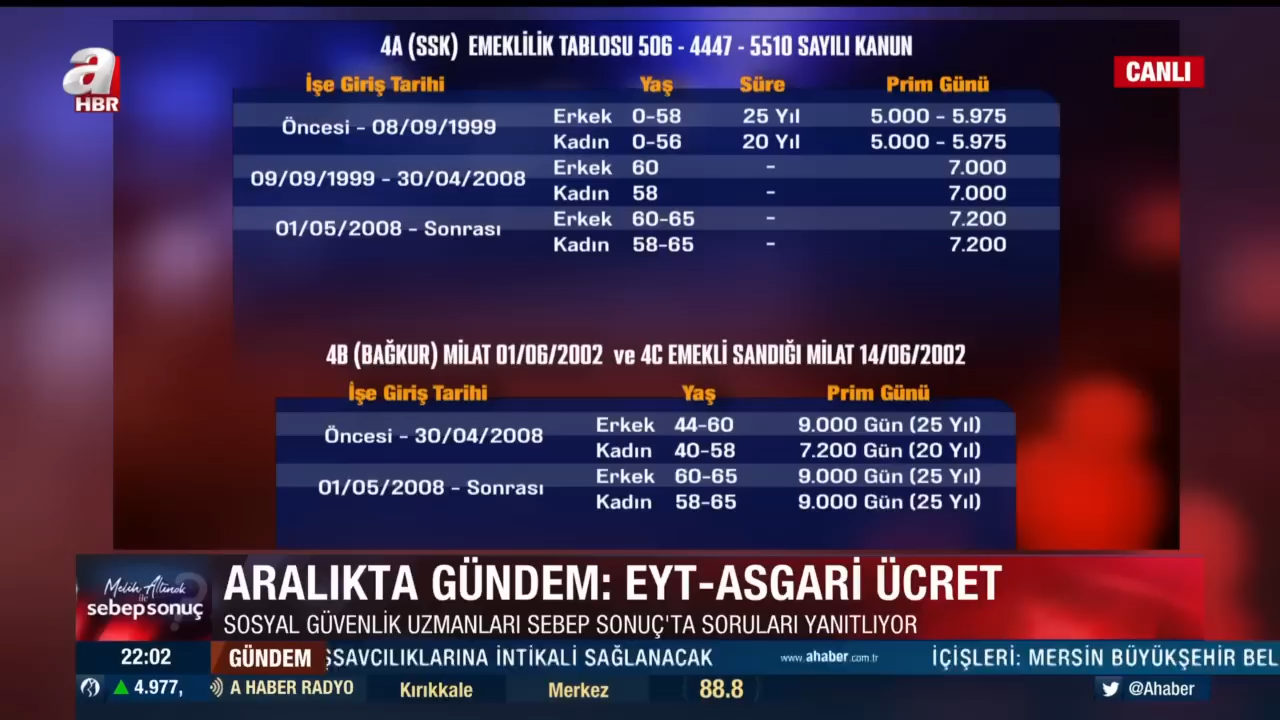 4A (SSK) EMEKLİLİK TABLOSU 506 - 4447 - 5510 SAYILI KANUN
a
HBR
CANLI
İşe Giriş Tarihi Yaş Süre Prim Günü
Öncesi - 08/09/1999
Erkek 0-58 25 Yıl 5.000 - 5.975
Kadın 0-56 20 Yıl 5.000 - 5.975
09/09/1999 - 30/04/2008
Erkek 60 - 7.000
Kadın 58 - 7.000
01/05/2008 - Sonrası
Erkek 60-65 - 7.200
Kadın 58-65 - 7.200
4B (BAĞKUR) MİLAT 01/06/2002 ve 4C EMEKLİ SANDIĞI MİLAT 14/06/2002
İşe Giriş Tarihi Yaş Prim Günü
Öncesi - 30/04/2008
Erkek 44-60 9.000 Gün (25 Yıl)
Kadın 40-58 7.200 Gün (20 Yıl)
01/05/2008 - Sonrası
Erkek 60-65 9.000 Gün (25 Yıl)
Kadın 58-65 9.000 Gün (25 Yıl)
Melih Altınok
ile
sebep sonuç
ARALIKTA GÜNDEM: EYT-ASGARİ ÜCRET
SOSYAL GÜVENLİK UZMANLARI SEBEP SONUÇ'TA SORULARI YANITLIYOR
22:02 GÜNDEM ŞSAVCILIKLARINA İNTİKALİ SAĞLANACAK www.ahaber.com.tr İÇİŞLERİ: MERSİN BÜYÜKŞEHİR BEL
4.977, A HABER RADYO Kırıkkale Merkez 88.8 @Ahaber